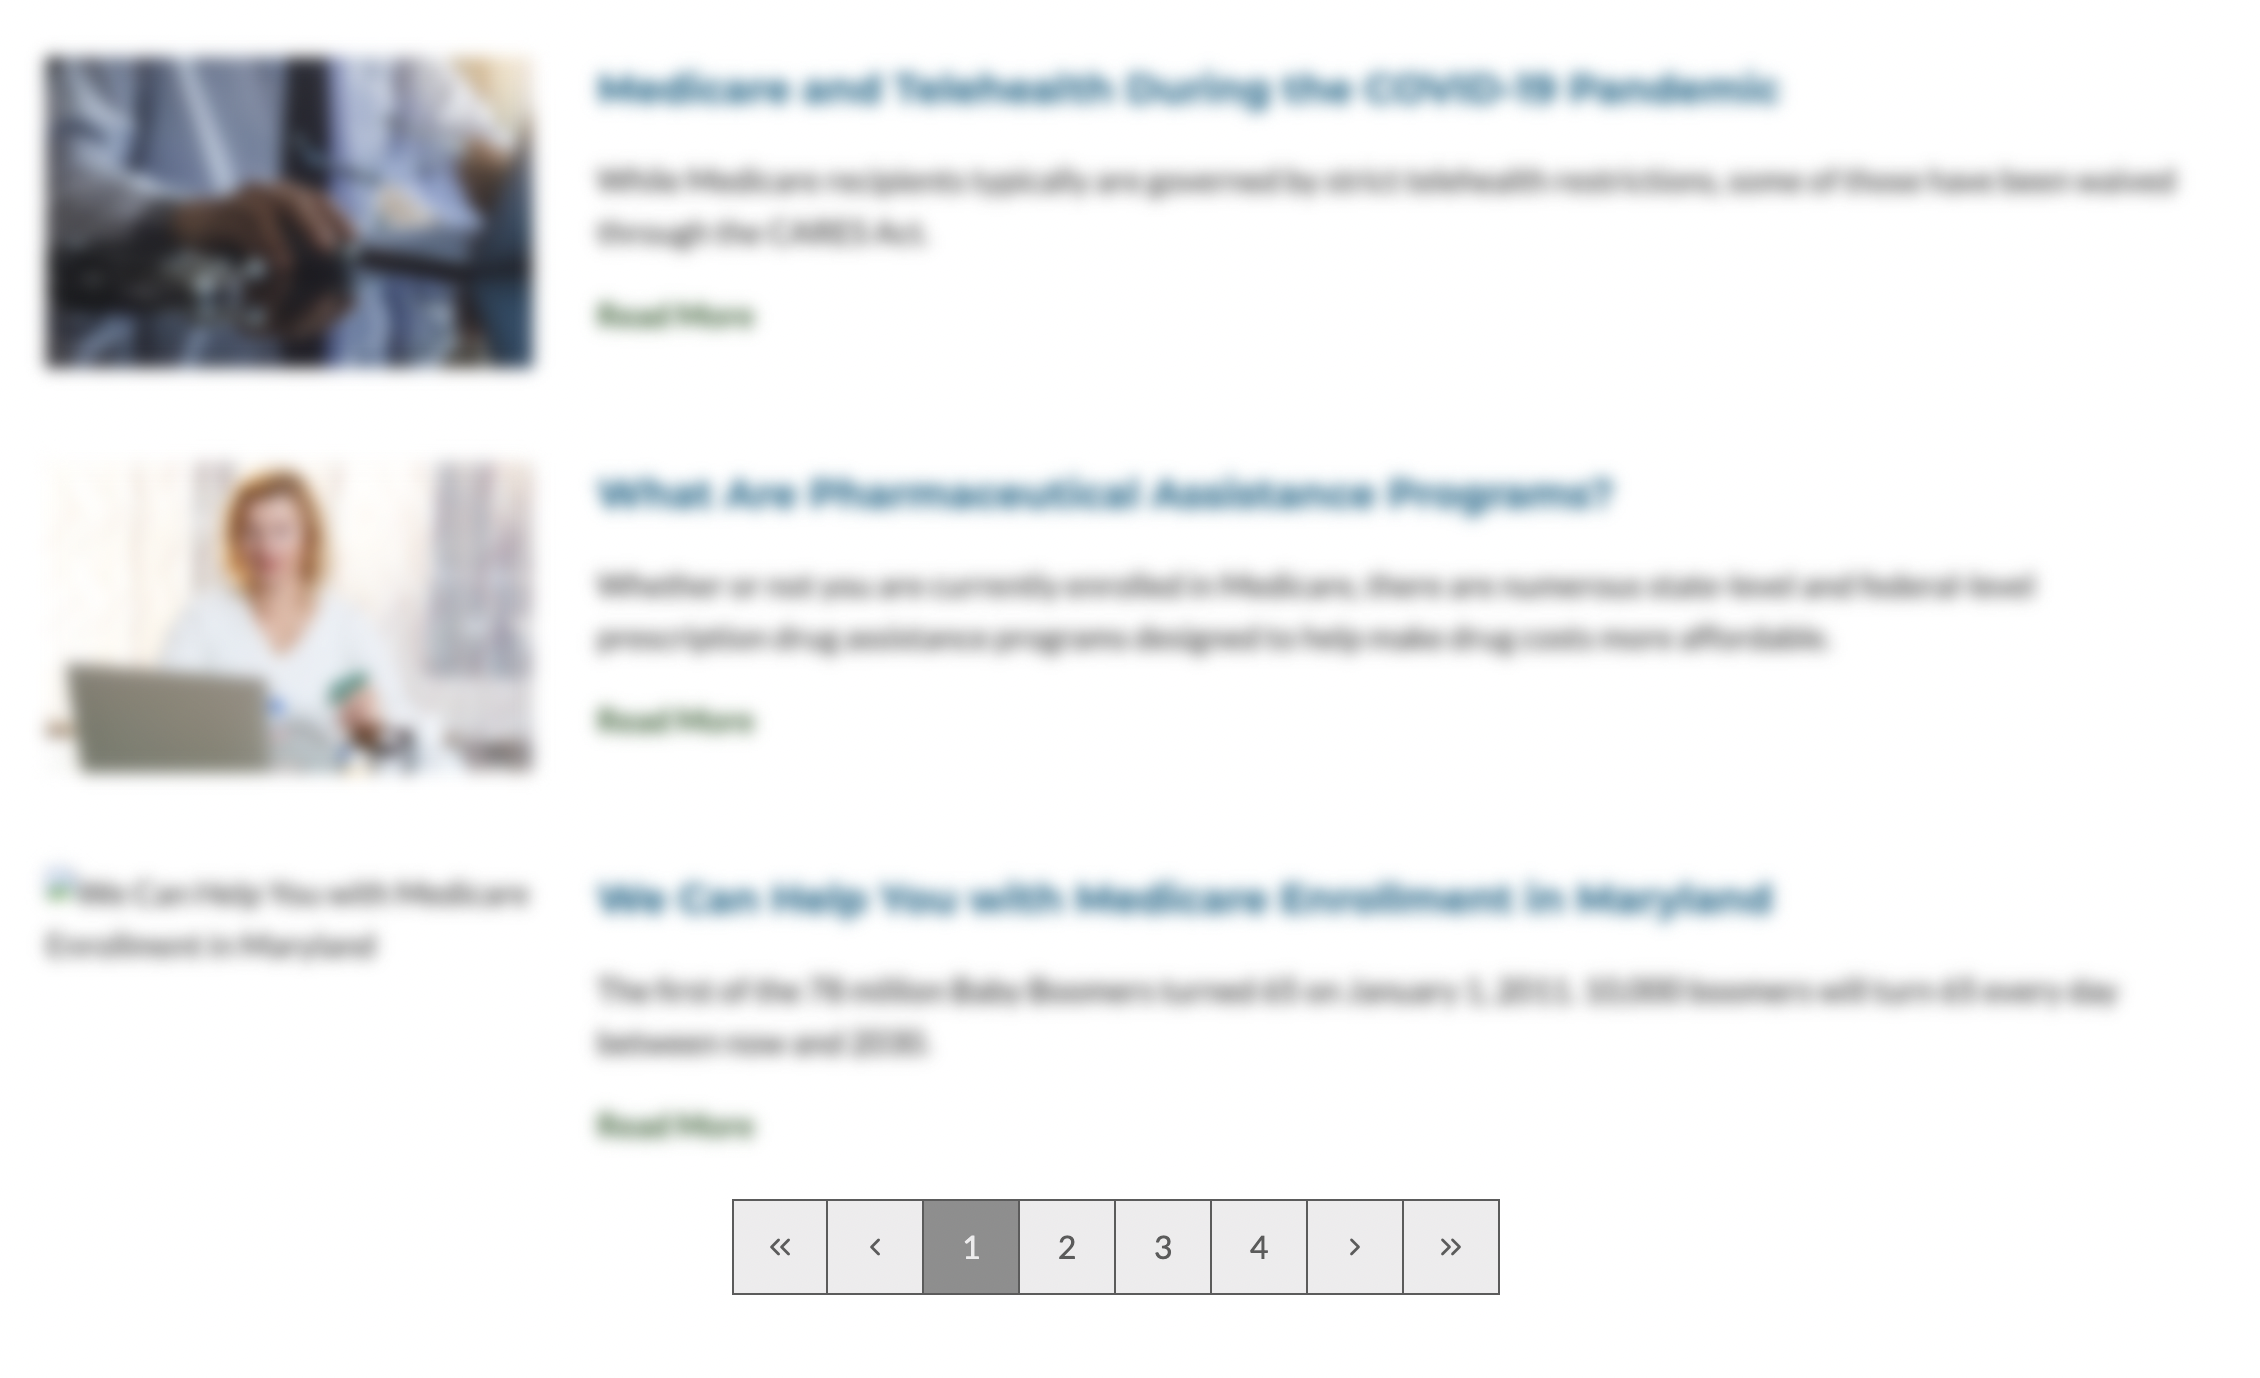 Medicare and Telehealth During the COVID-19 Pandemic
While Medicare recipients typically are governed by strict telehealth restrictions, some of those have been waived
through the CARES Act.
Read More
What Are Pharmaceutical Assistance Programs?
Whether or not you are currently enrolled in Medicare, there are numerous state-level and federal-level
prescription drug assistance programs designed to help make drug costs more affordable.
Read More
We Can Help You with Medicare
Enrollment in Maryland
We Can Help You with Medicare Enrollment in Maryland
The first of the 78 million Baby Boomers turned 65 on January 1, 2011. 10,000 boomers will turn 65 every day
between now and 2030.
Read More
« ‹ 1 2 3 4 › »